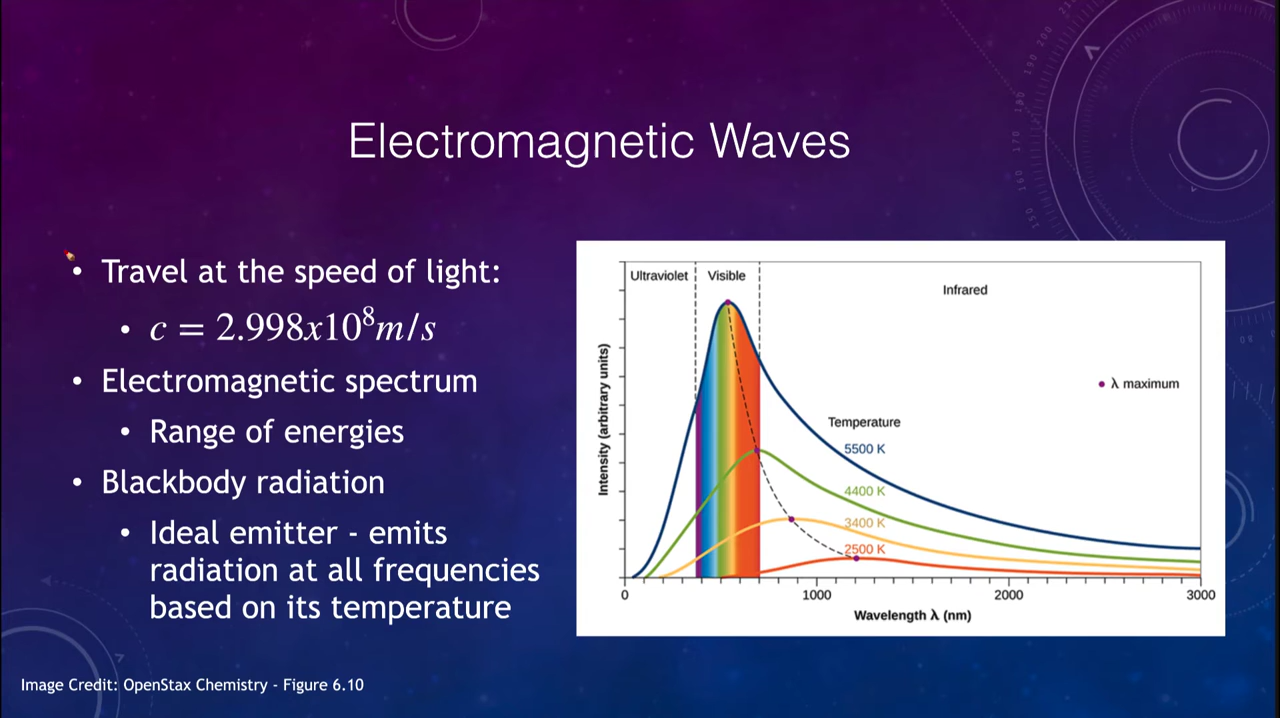 Electromagnetic Waves
• Travel at the speed of light:
• c = 2.998x10⁸m/s
• Electromagnetic spectrum
• Range of energies
• Blackbody radiation
• Ideal emitter - emits
radiation at all frequencies
based on its temperature
Ultraviolet
Visible
Infrared
λ maximum
Temperature
5500 K
4400 K
3400 K
2500 K
Intensity (arbitrary units)
0 1000 2000 3000
Wavelength λ (nm)
Image Credit: OpenStax Chemistry - Figure 6.10